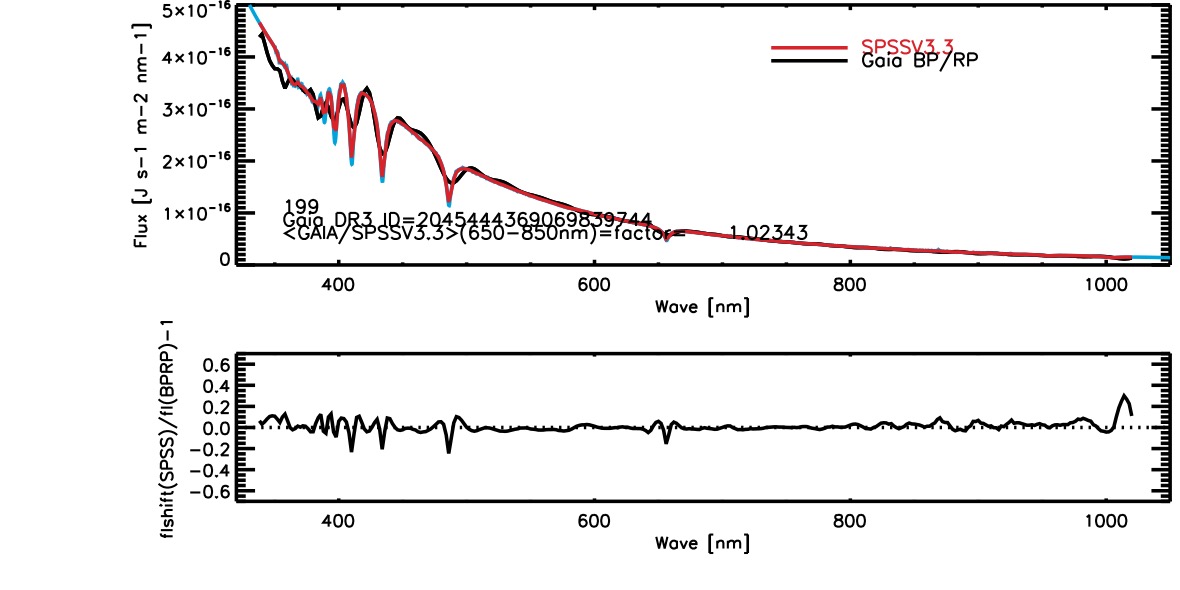 5×10−16
4×10−16
3×10−16
2×10−16
1×10−16
0
Flux [J s−1 m−2 nm−1]
SPSSV3.3
Gaia BP/RP
199
Gaia DR3 ID=2045444369069839744
<GAIA/SPSSV3.3>(650−850nm)=factor= 1.02343
400 600 800 1000
Wave [nm]
flshift(SPSS)/fl(BPRP)−1
0.6
0.4
0.2
0.0
−0.2
−0.4
−0.6
400 600 800 1000
Wave [nm]